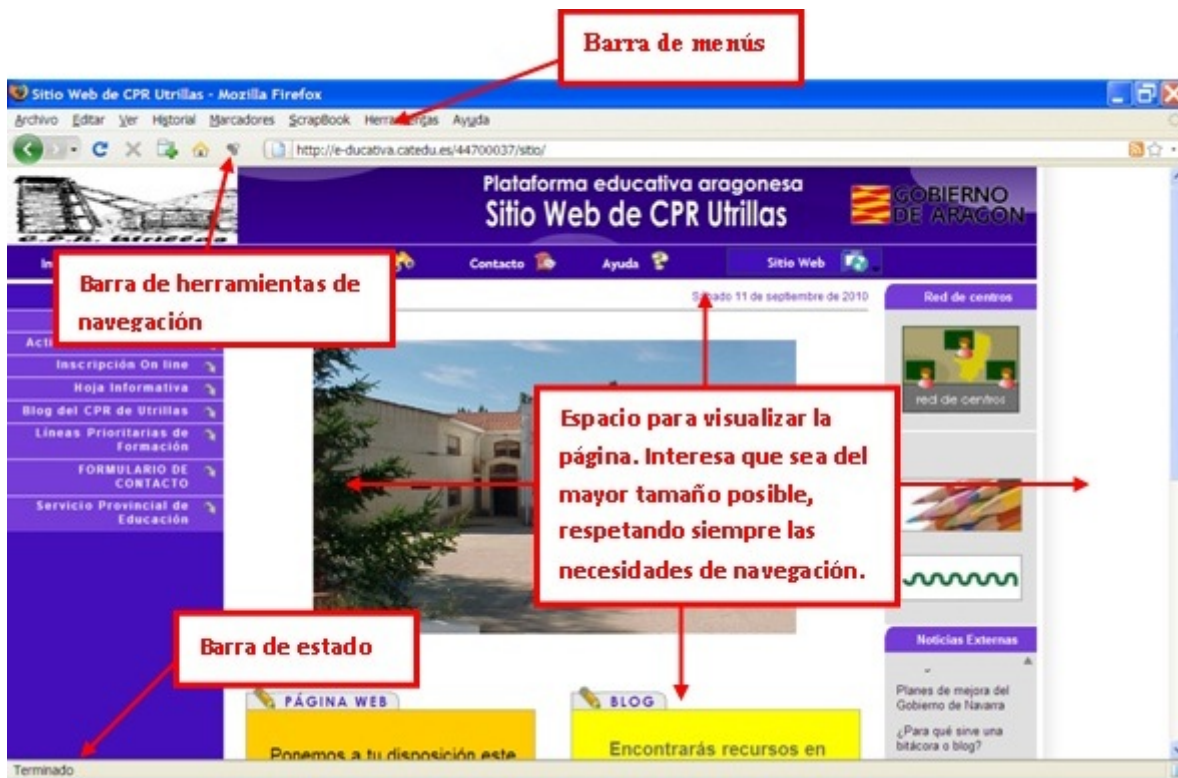 Barra de menús
Sitio Web de CPR Utrillas - Mozilla Firefox
Archivo Editar Ver Historial Marcadores ScrapBook Herramientas Ayuda
http://e-ducativa.catedu.es/44700037/sitio/
Plataforma educativa aragonesa
Sitio Web de CPR Utrillas
GOBIERNO
DE ARAGON
C.P.R. Utrillas
Contacto
Ayuda
Sitio Web
Barra de herramientas de
navegación
Sábado 11 de septiembre de 2010
Red de centros
red de centros
Inscripción On line
Hoja Informativa
Blog del CPR de Utrillas
Líneas Prioritarias de
Formación
FORMULARIO DE
CONTACTO
Servicio Provincial de
Educación
Espacio para visualizar la
página. Interesa que sea del
mayor tamaño posible,
respetando siempre las
necesidades de navegación.
Barra de estado
Noticias Externas
Planes de mejora del
Gobierno de Navarra
¿Para qué sirve una
bitácora o blog?
PÁGINA WEB
Ponemos a tu disposición este
BLOG
Encontrarás recursos en
Terminado